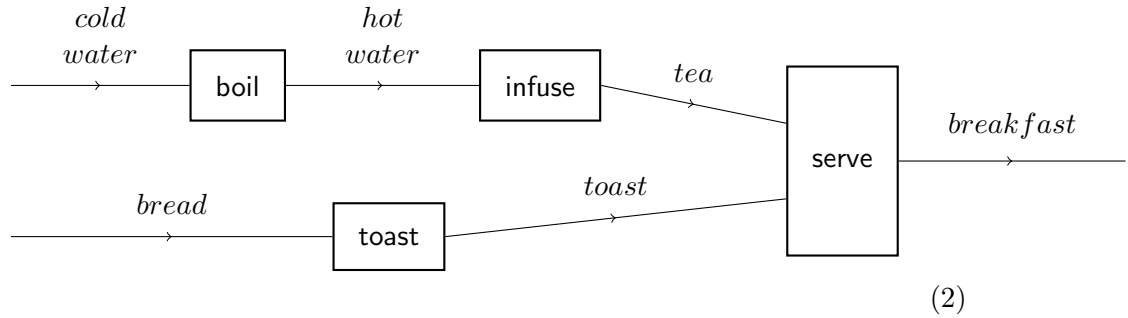 cold
water
hot
water
boil
infuse
tea
serve
breakfast
bread
toast
toast
(2)